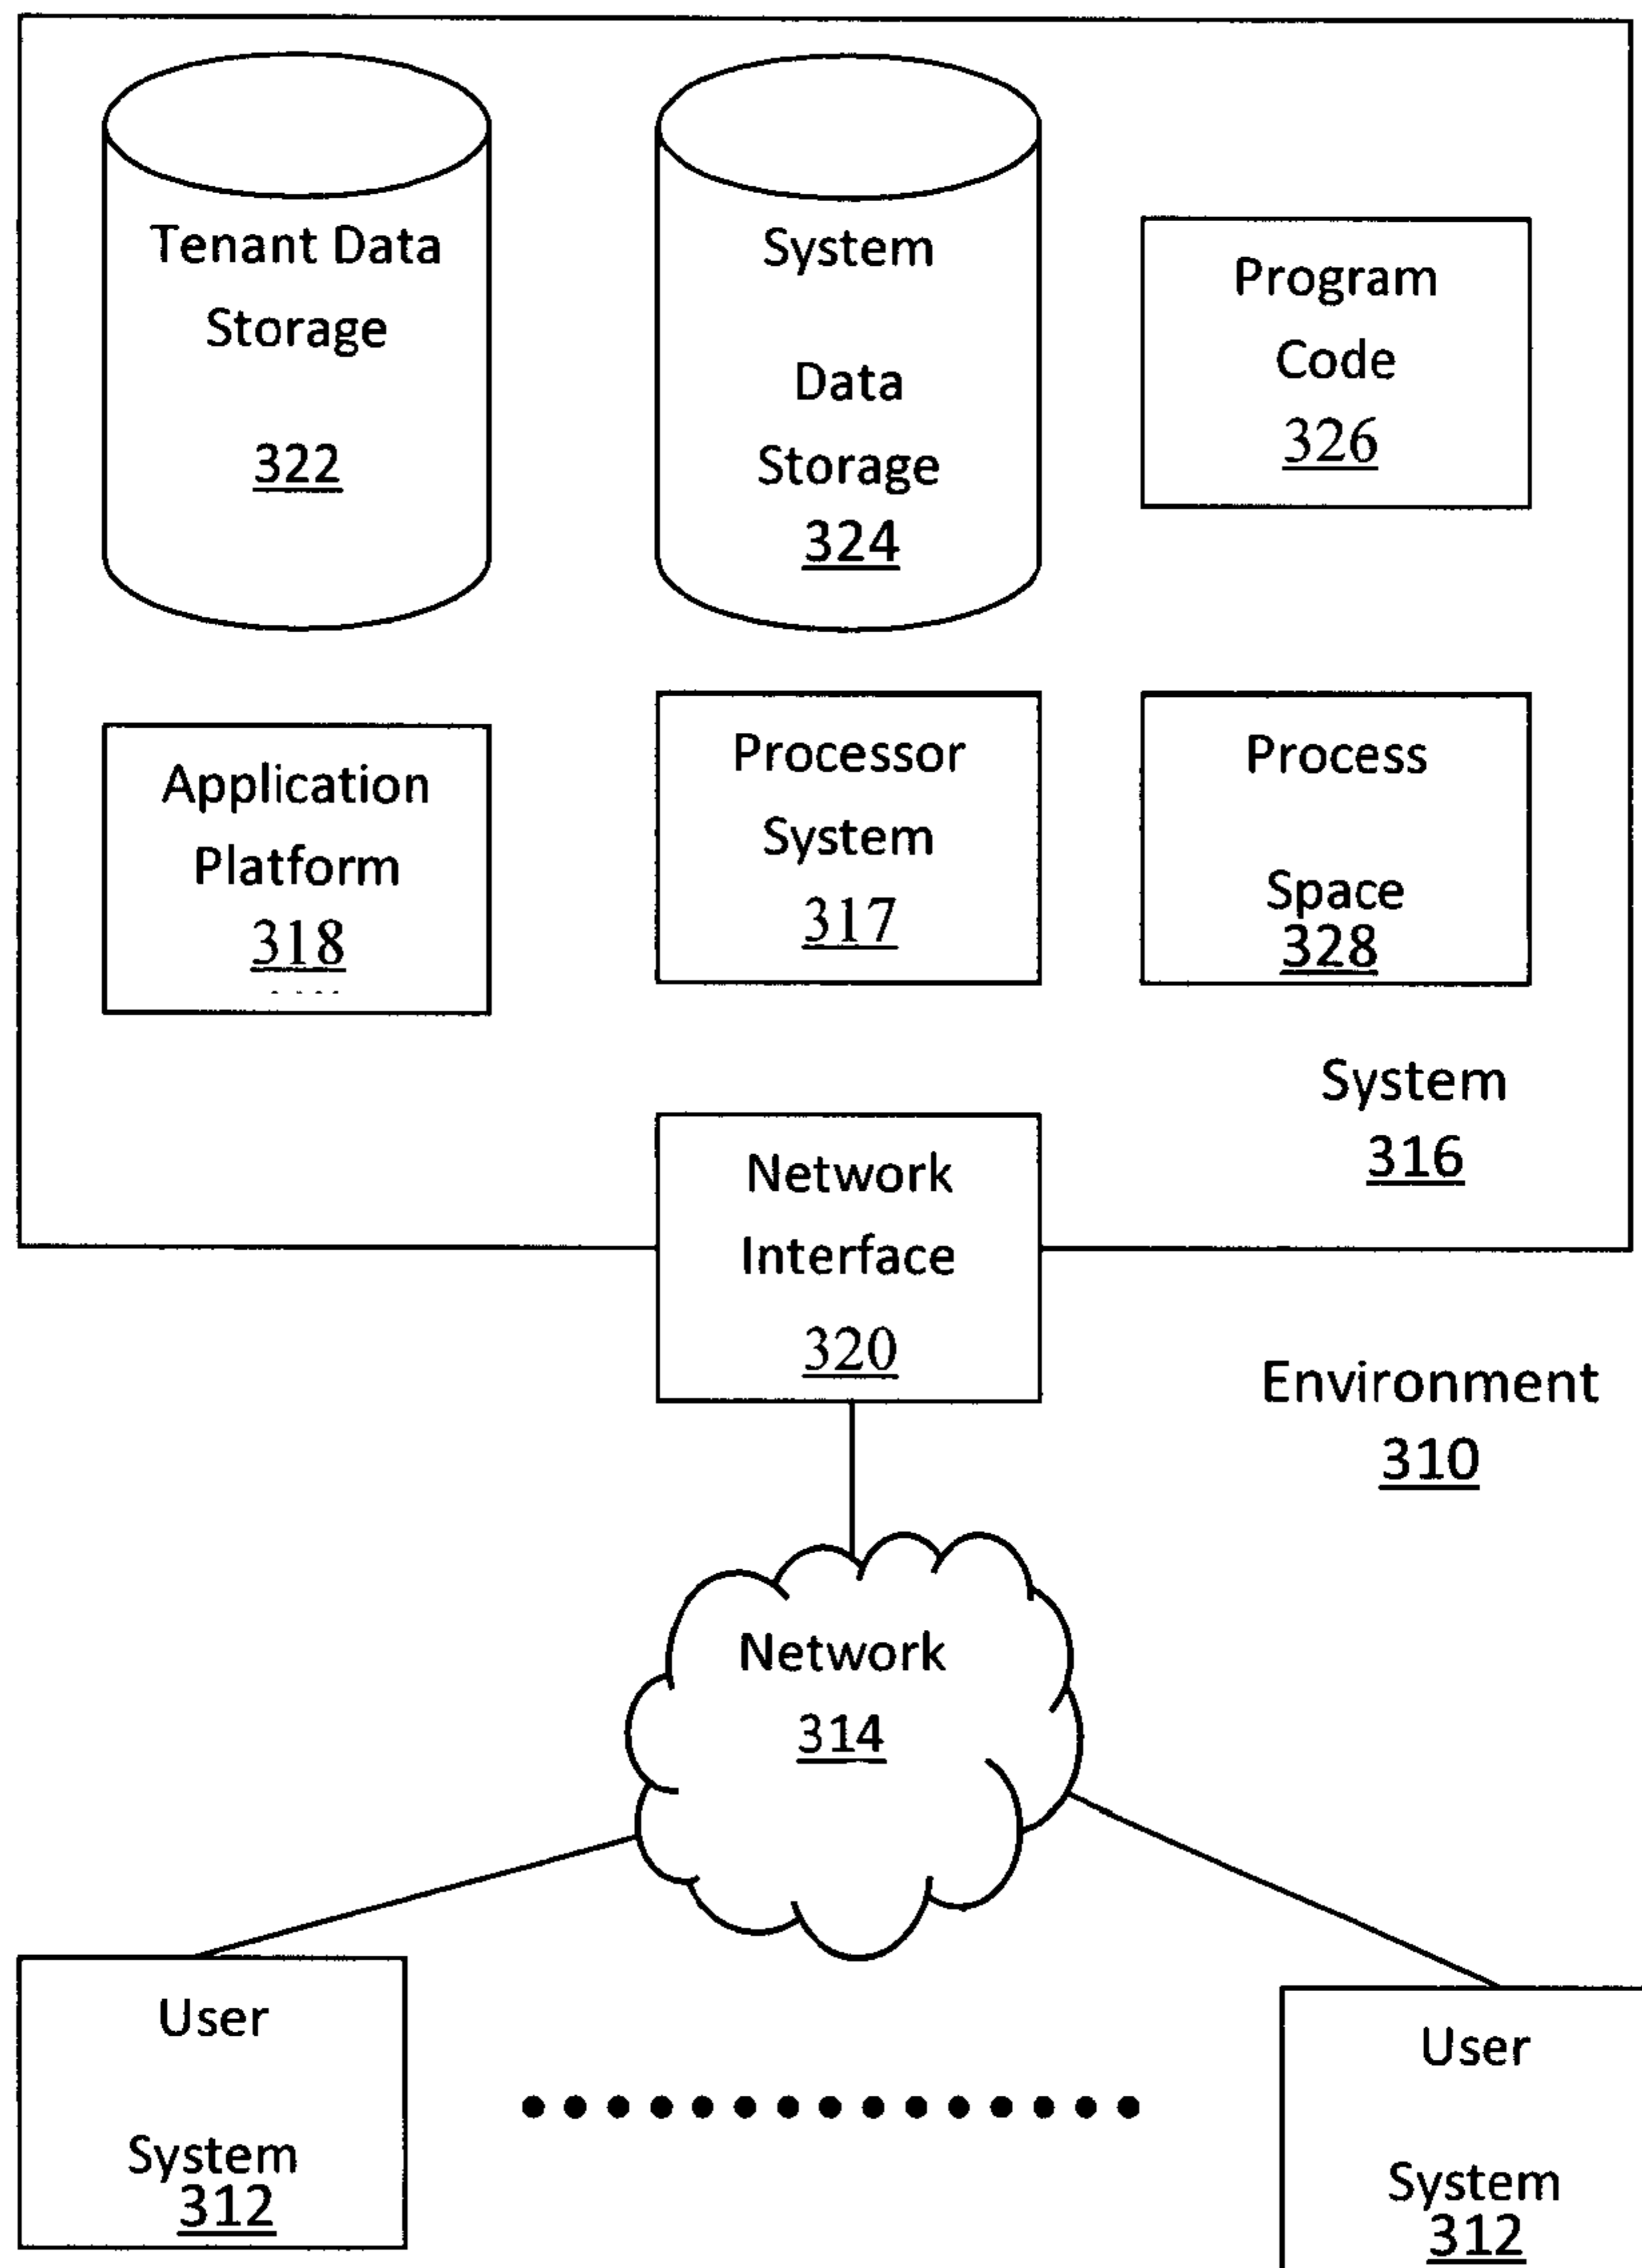 Tenant Data
Storage
322
System
Data
Storage
324
Program
Code
326
Application
Platform
318
Processor
System
317
Process
Space
328
System
316
Network
Interface
320
Environment
310
Network
314
User
System
312
User
System
312